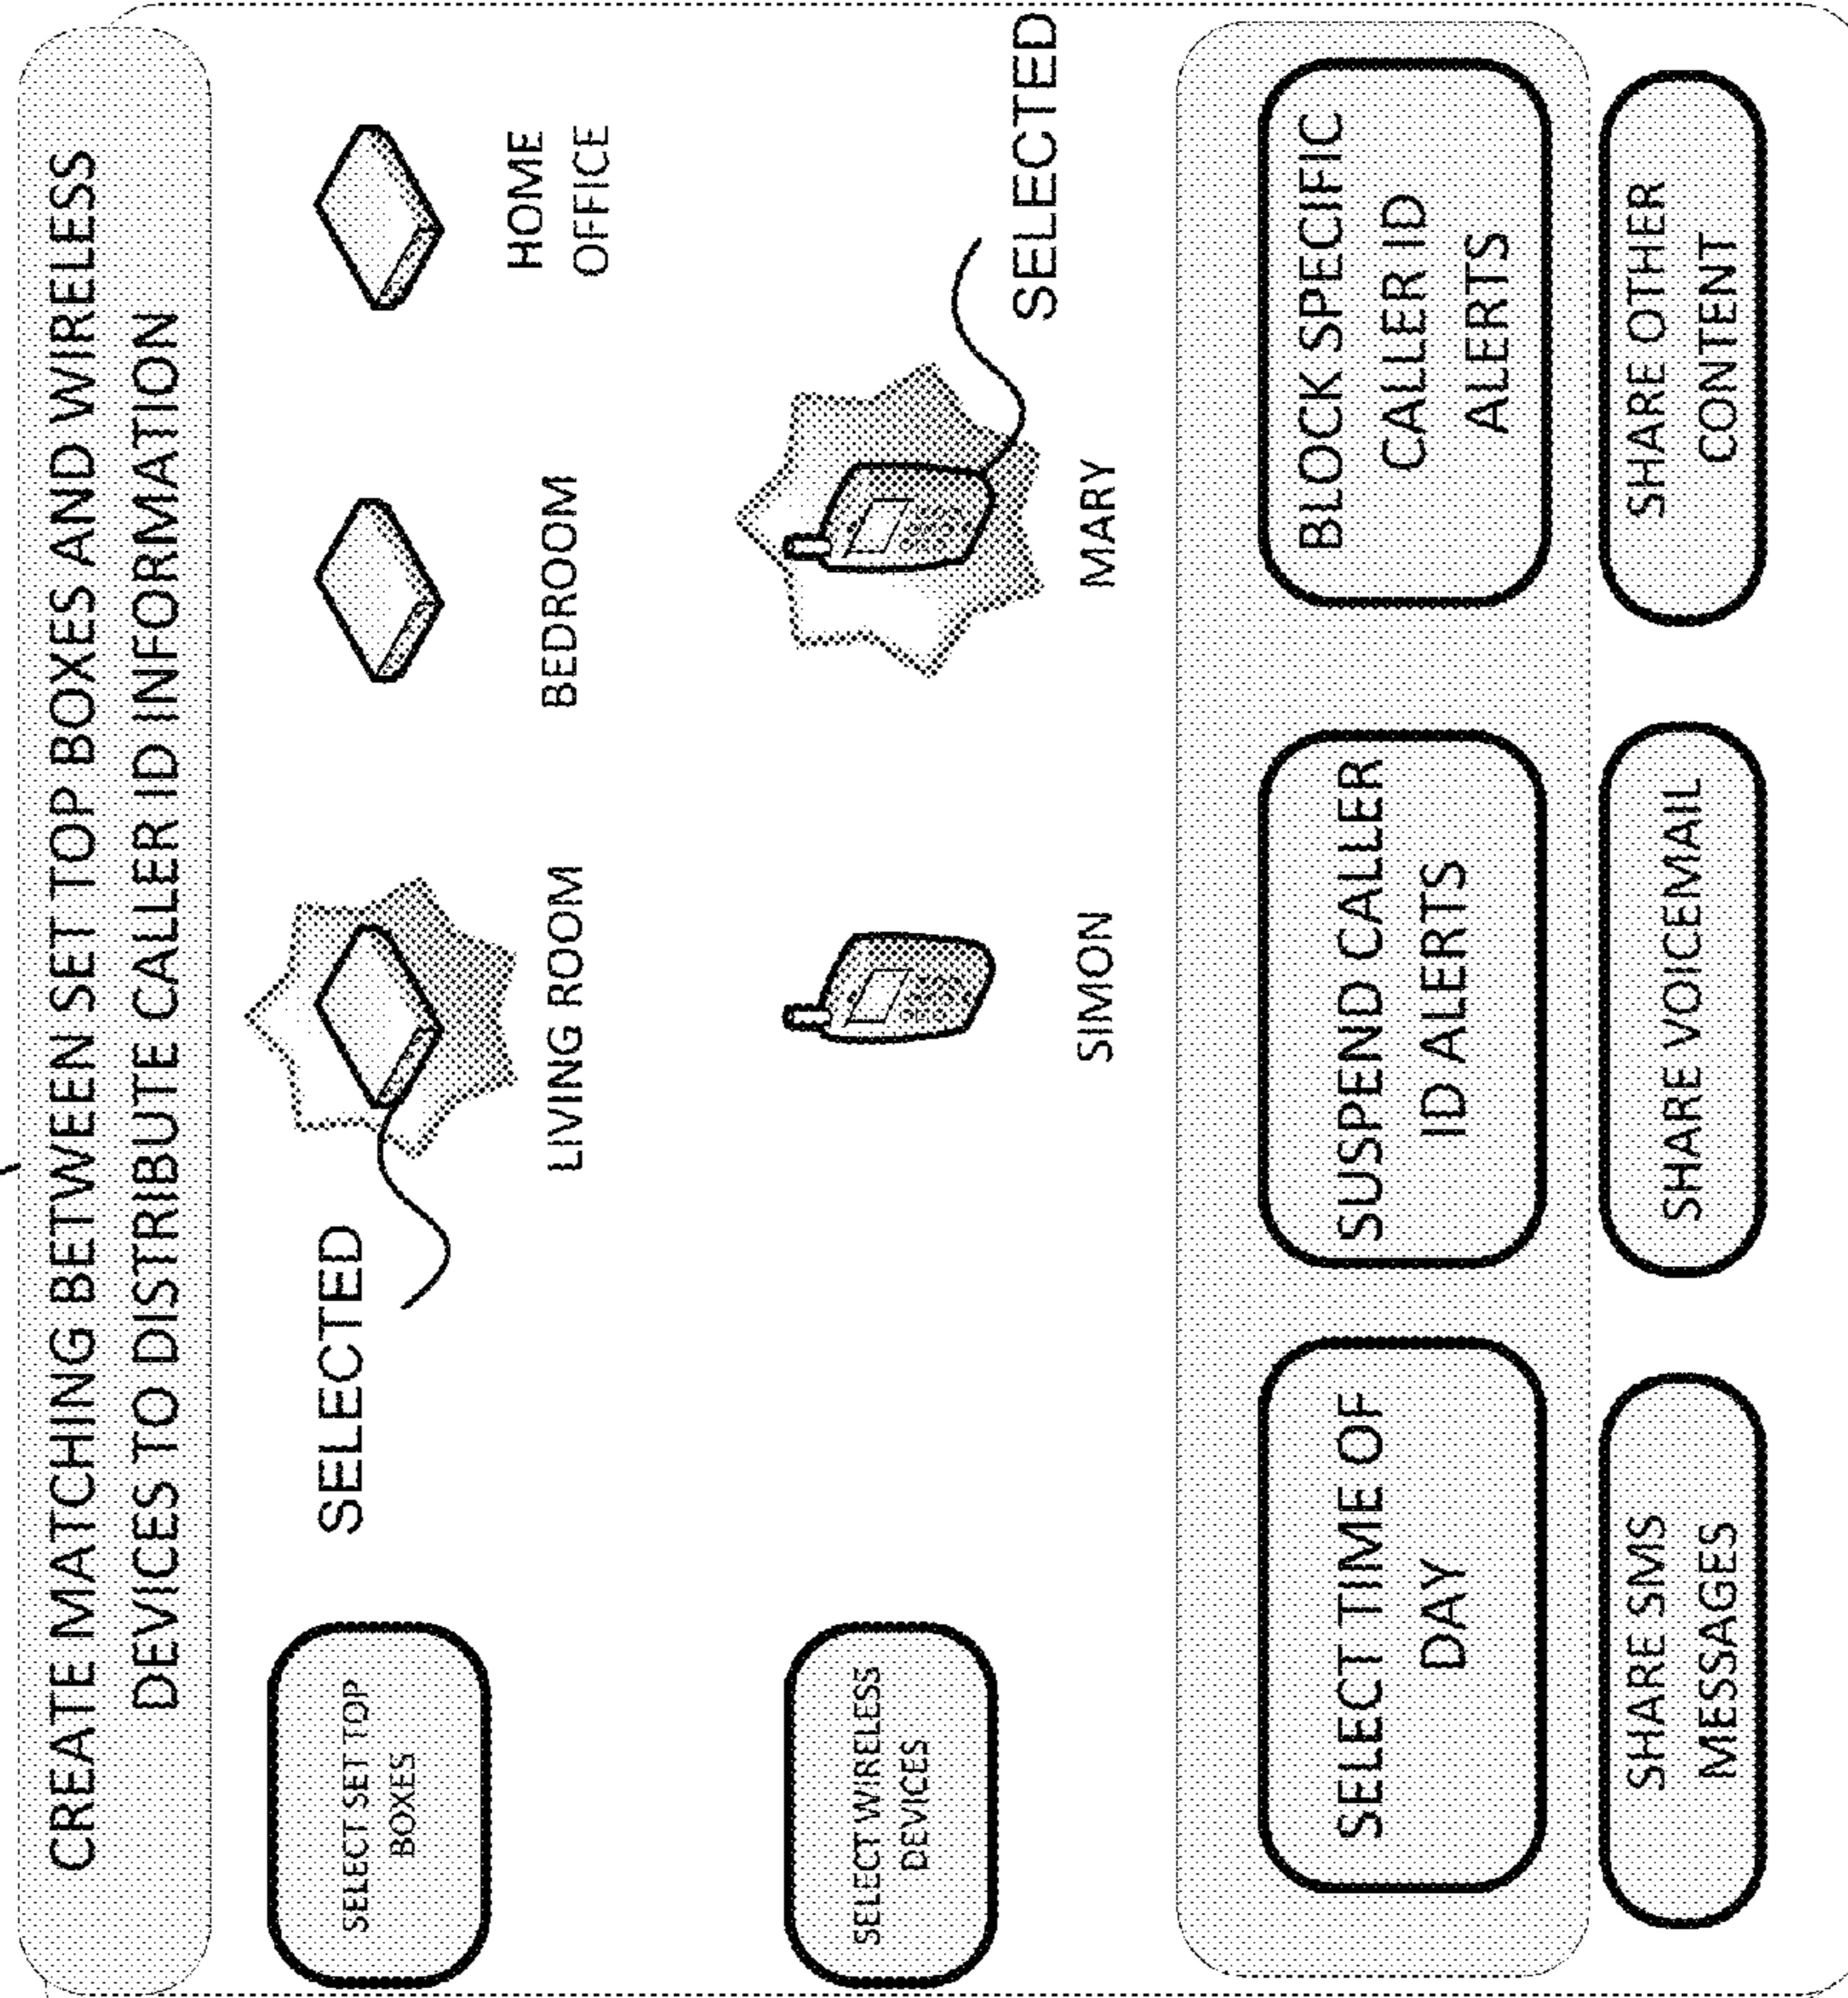 CREATE MATCHING BETWEEN SET TOP BOXES AND WIRELESS
DEVICES TO DISTRIBUTE CALLER ID INFORMATION
SELECT SET TOP
BOXES
SELECTED
LIVING ROOM
BEDROOM
HOME
OFFICE
SELECT WIRELESS
DEVICES
SIMON
MARY
SELECTED
SELECT TIME OF
DAY
SUSPEND CALLER
ID ALERTS
BLOCK SPECIFIC
CALLER ID
ALERTS
SHARE SMS
MESSAGES
SHARE VOICEMAIL
SHARE OTHER
CONTENT